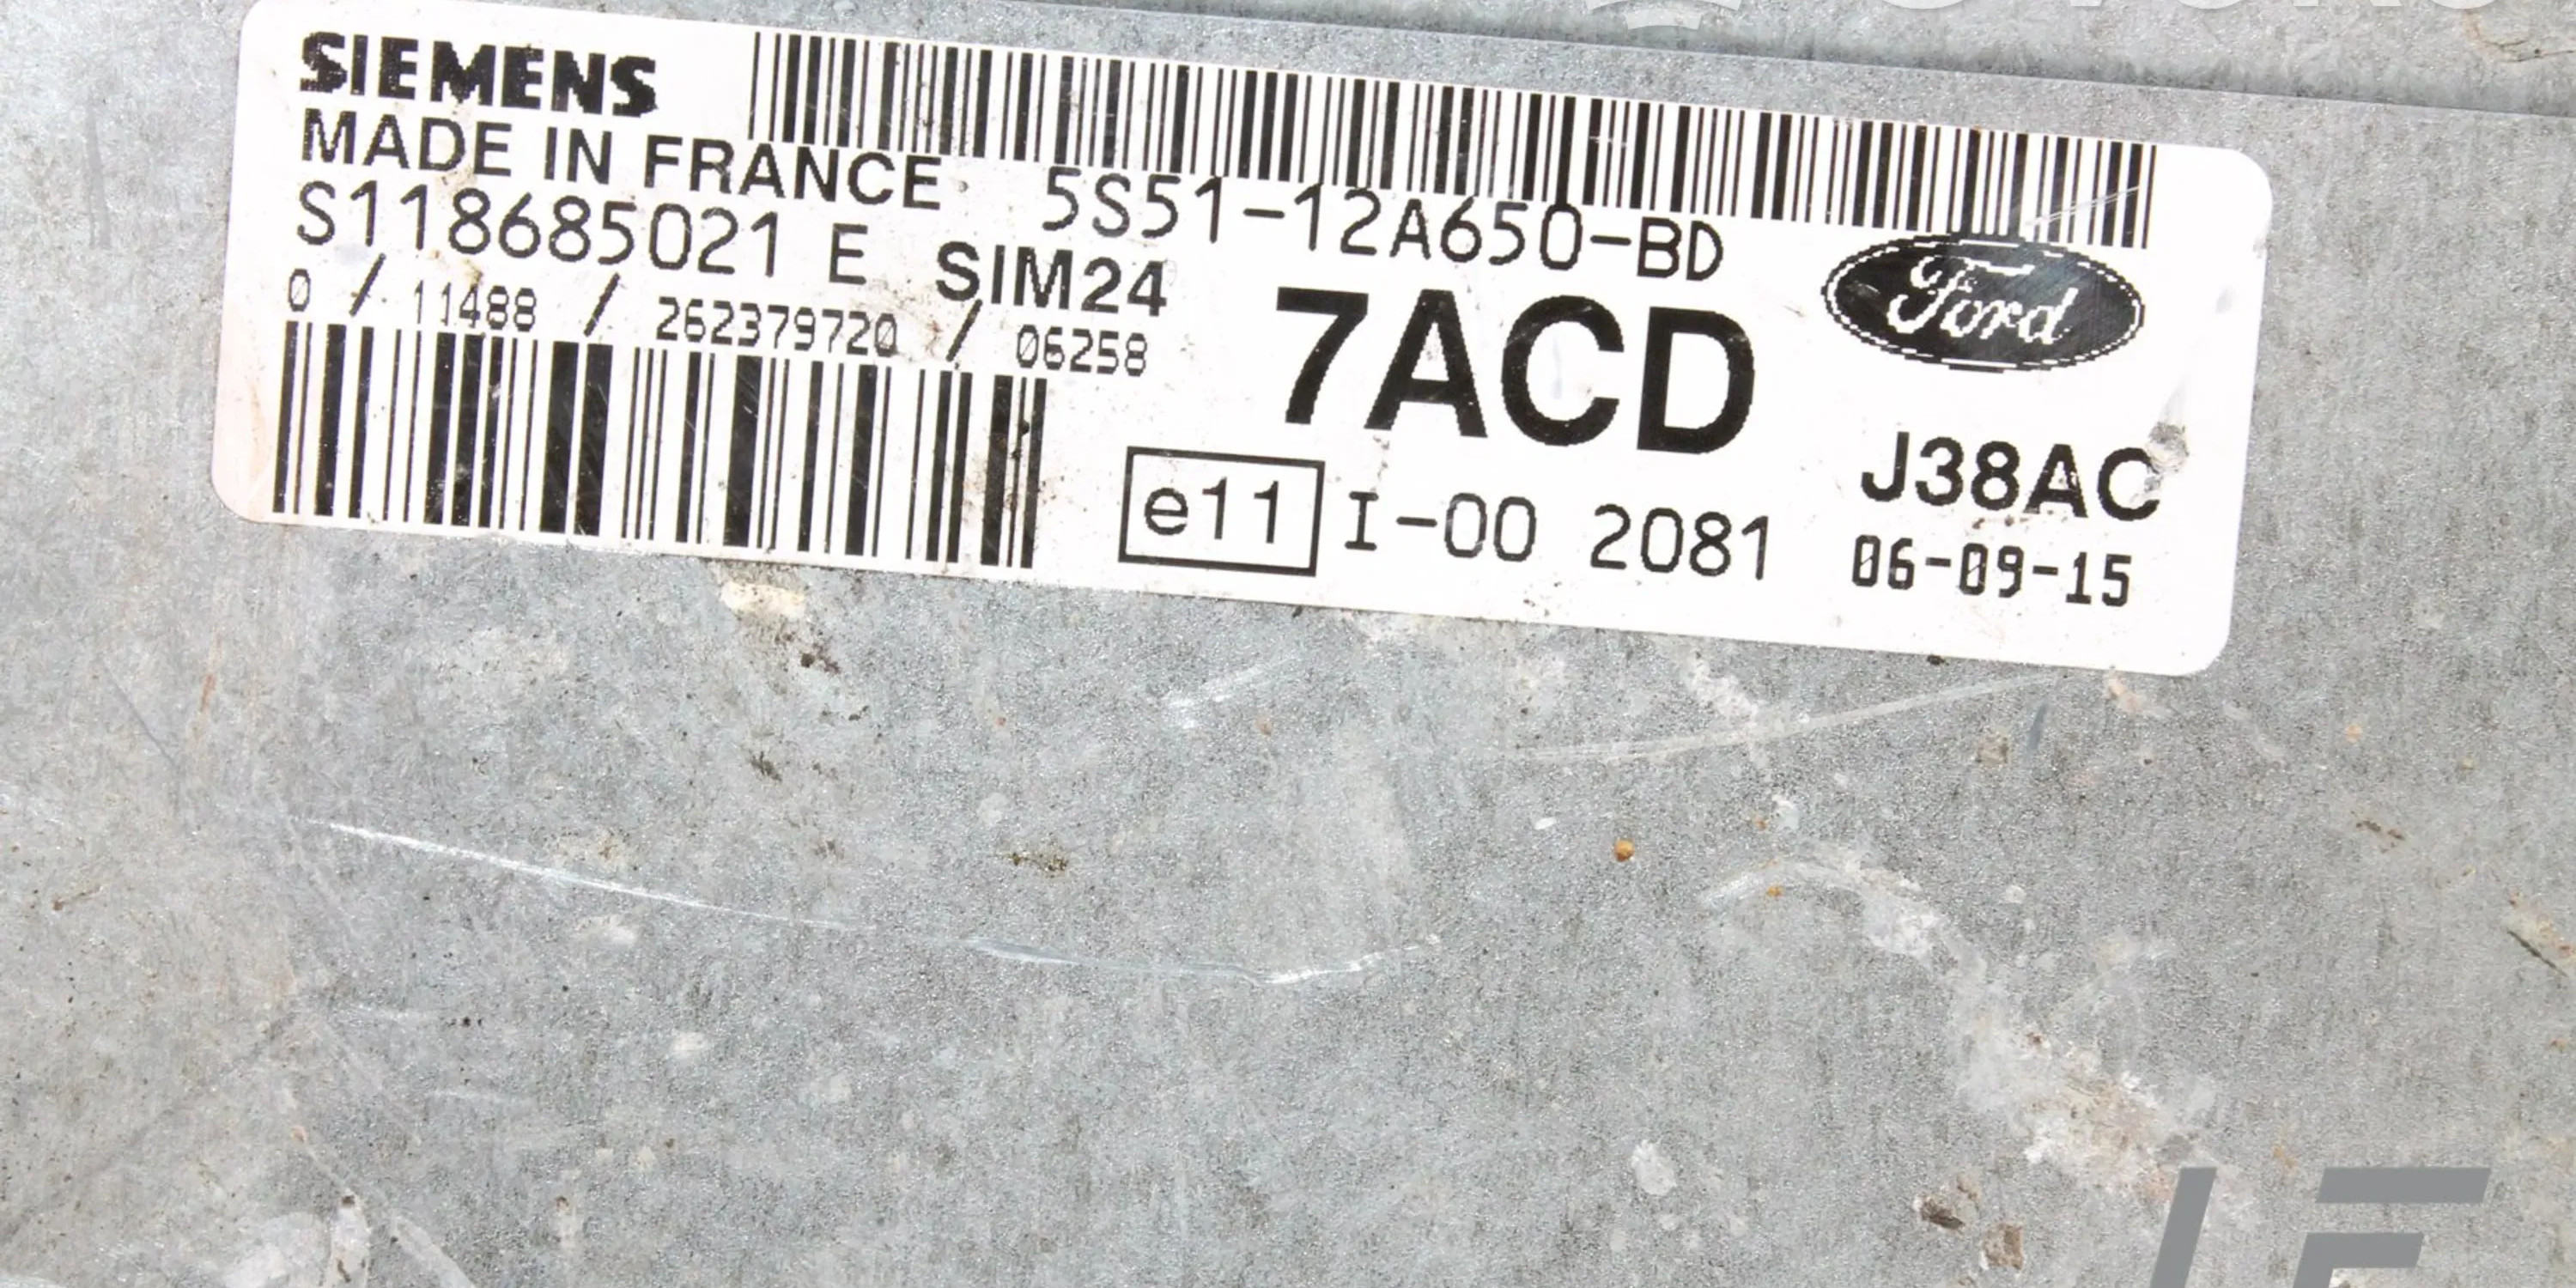 SIEMENS
MADE IN FRANCE
S118685021 E SIM24
0 / 11488 / 262379720 / 06258
5S51-12A650-BD
7ACD
Ford
J38AC
e11 I-00 2081
06-09-15